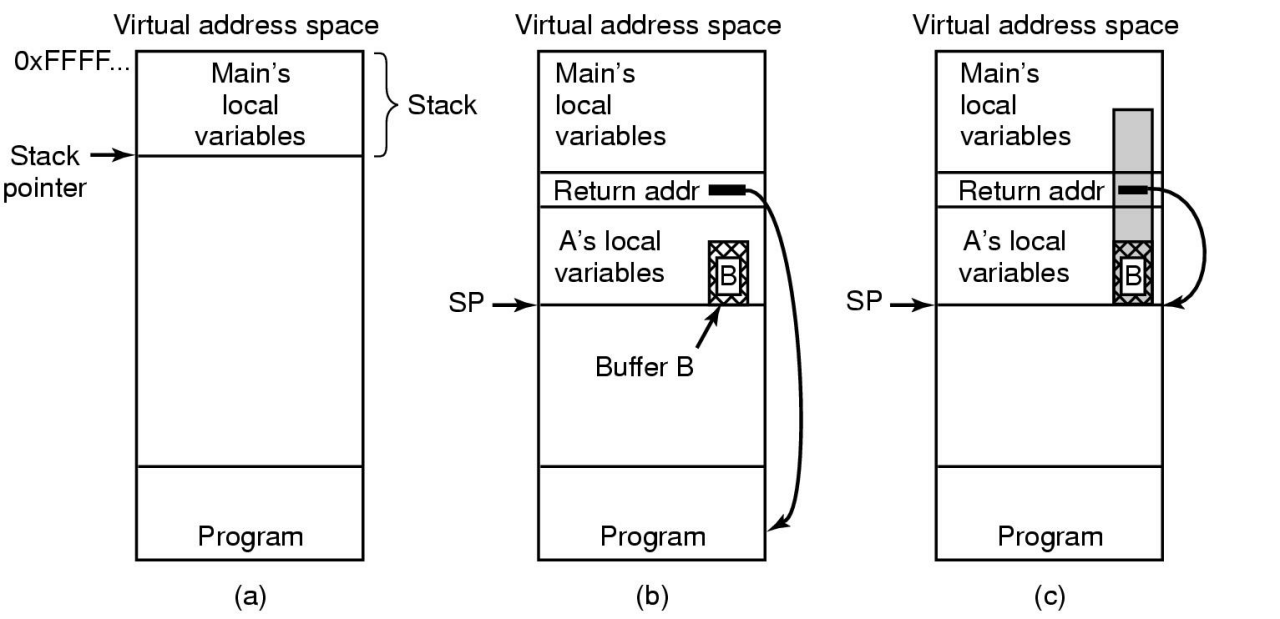 Virtual address space
0xFFFF...
Main’s
local
variables
Stack
Stack
pointer
Program
(a)
Virtual address space
Main’s
local
variables
Return addr
A’s local
variables
B
SP
Buffer B
Program
(b)
Virtual address space
Main’s
local
variables
Return addr
A’s local
variables
B
SP
Program
(c)